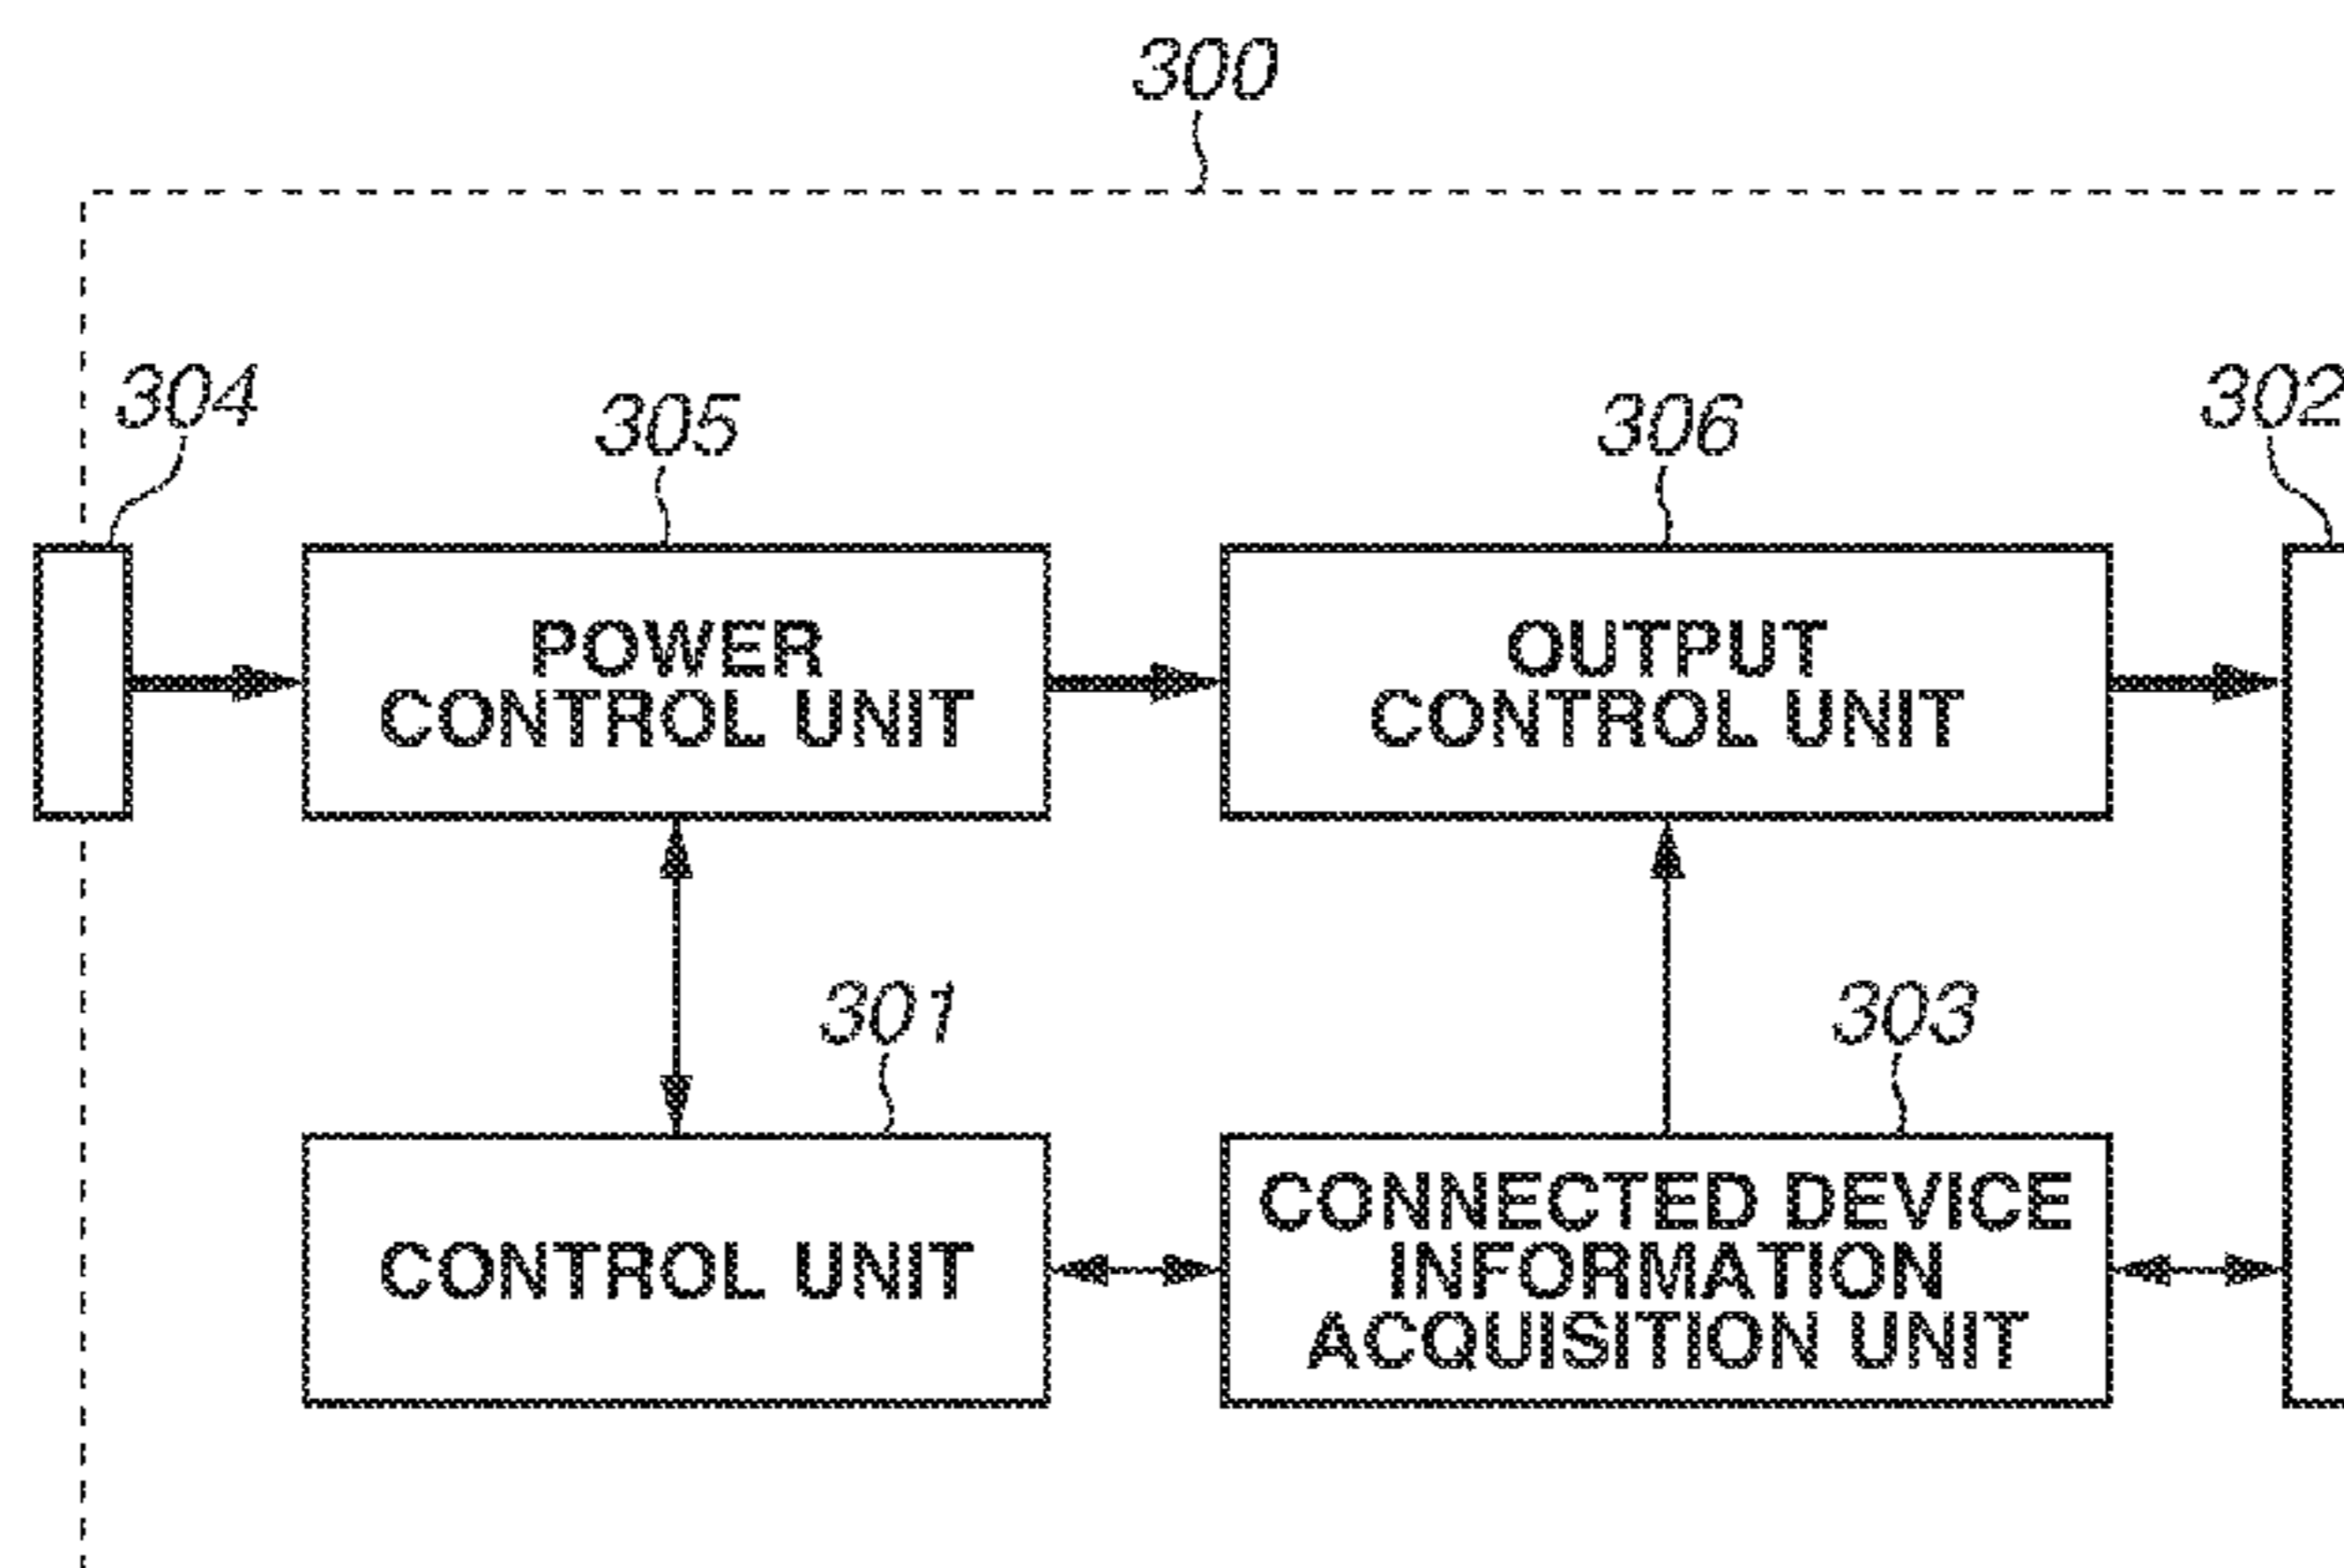 300
304
305
306
302
POWER
CONTROL UNIT
OUTPUT
CONTROL UNIT
301
303
CONTROL UNIT
CONNECTED DEVICE
INFORMATION
ACQUISITION UNIT